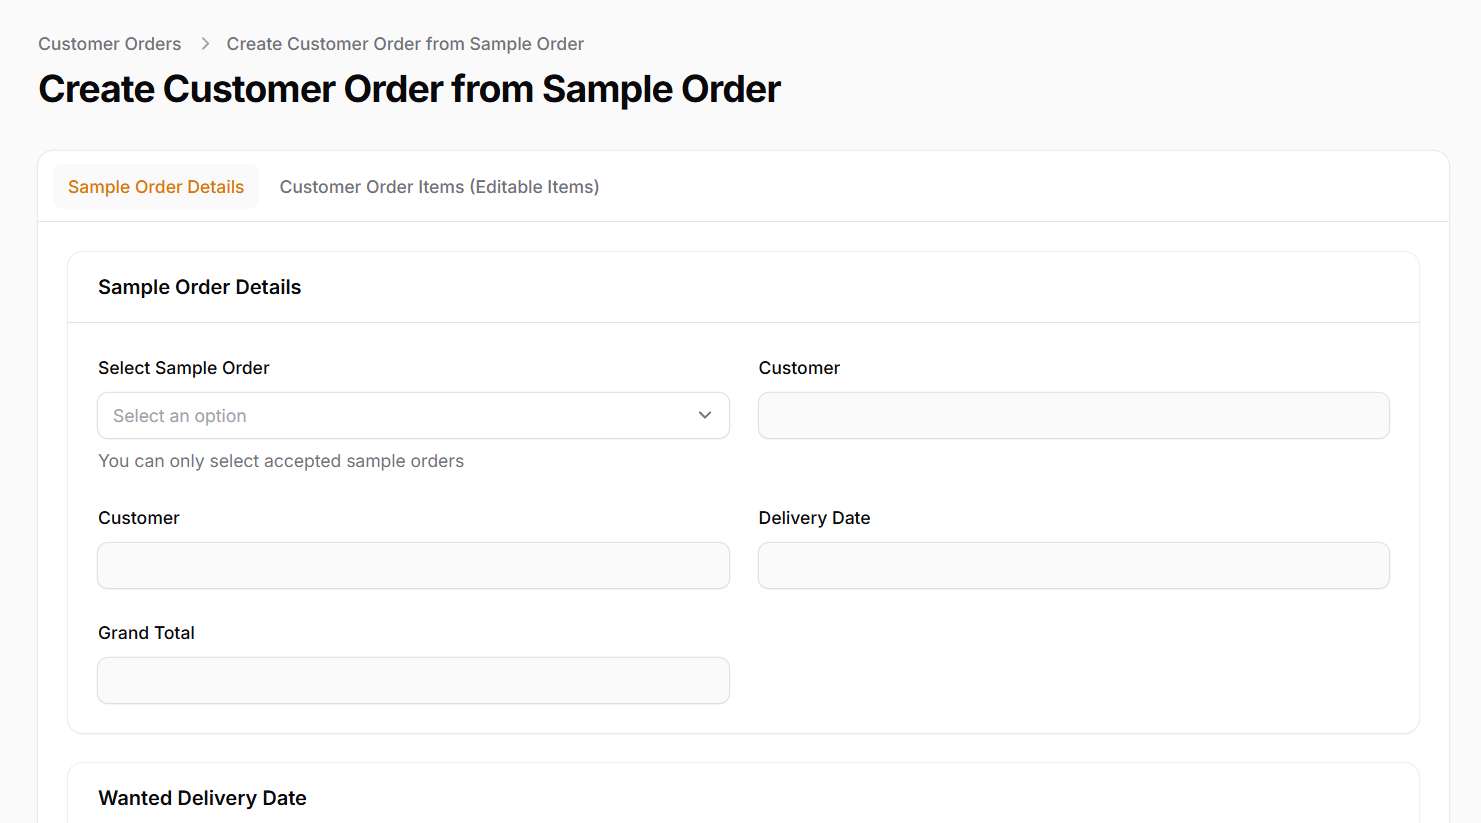 Customer Orders > Create Customer Order from Sample Order
Create Customer Order from Sample Order
Sample Order Details Customer Order Items (Editable Items)
Sample Order Details
Select Sample Order Customer
Select an option
You can only select accepted sample orders
Customer Delivery Date
Grand Total
Wanted Delivery Date